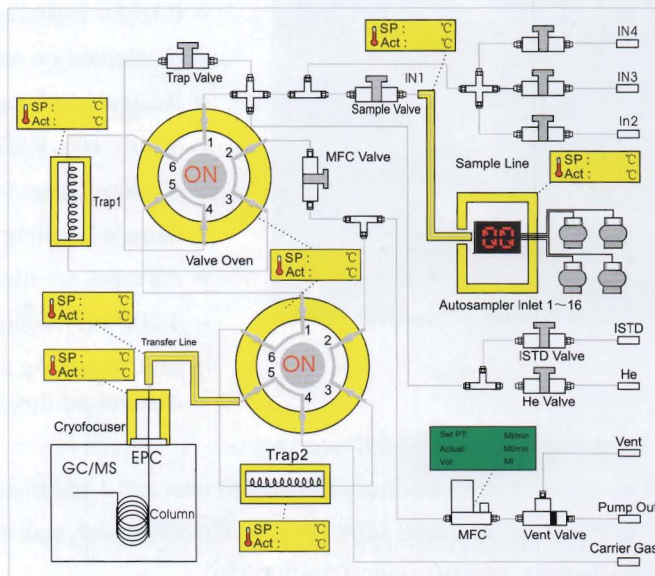 SP : ℃
Act : ℃
IN4
Trap Valve
IN1
Sample Valve
IN3
In2
SP : ℃
Act : ℃
Trap1
1
2
3
4
5
6
ON
Valve Oven
MFC Valve
Sample Line
SP : ℃
Act : ℃
00
Autosampler Inlet 1～16
SP : ℃
Act : ℃
SP : ℃
Act : ℃
Transfer Line
SP : ℃
Act : ℃
1
2
3
4
5
6
ON
ISTD
ISTD Valve
He
He Valve
Cryofocuser
EPC
GC/MS
Column
Trap2
SP : ℃
Act : ℃
Set PT: Ml/min
Actual: Ml/min
Vol: Ml
Vent
Pump Out
MFC
Vent Valve
Carrier Gas